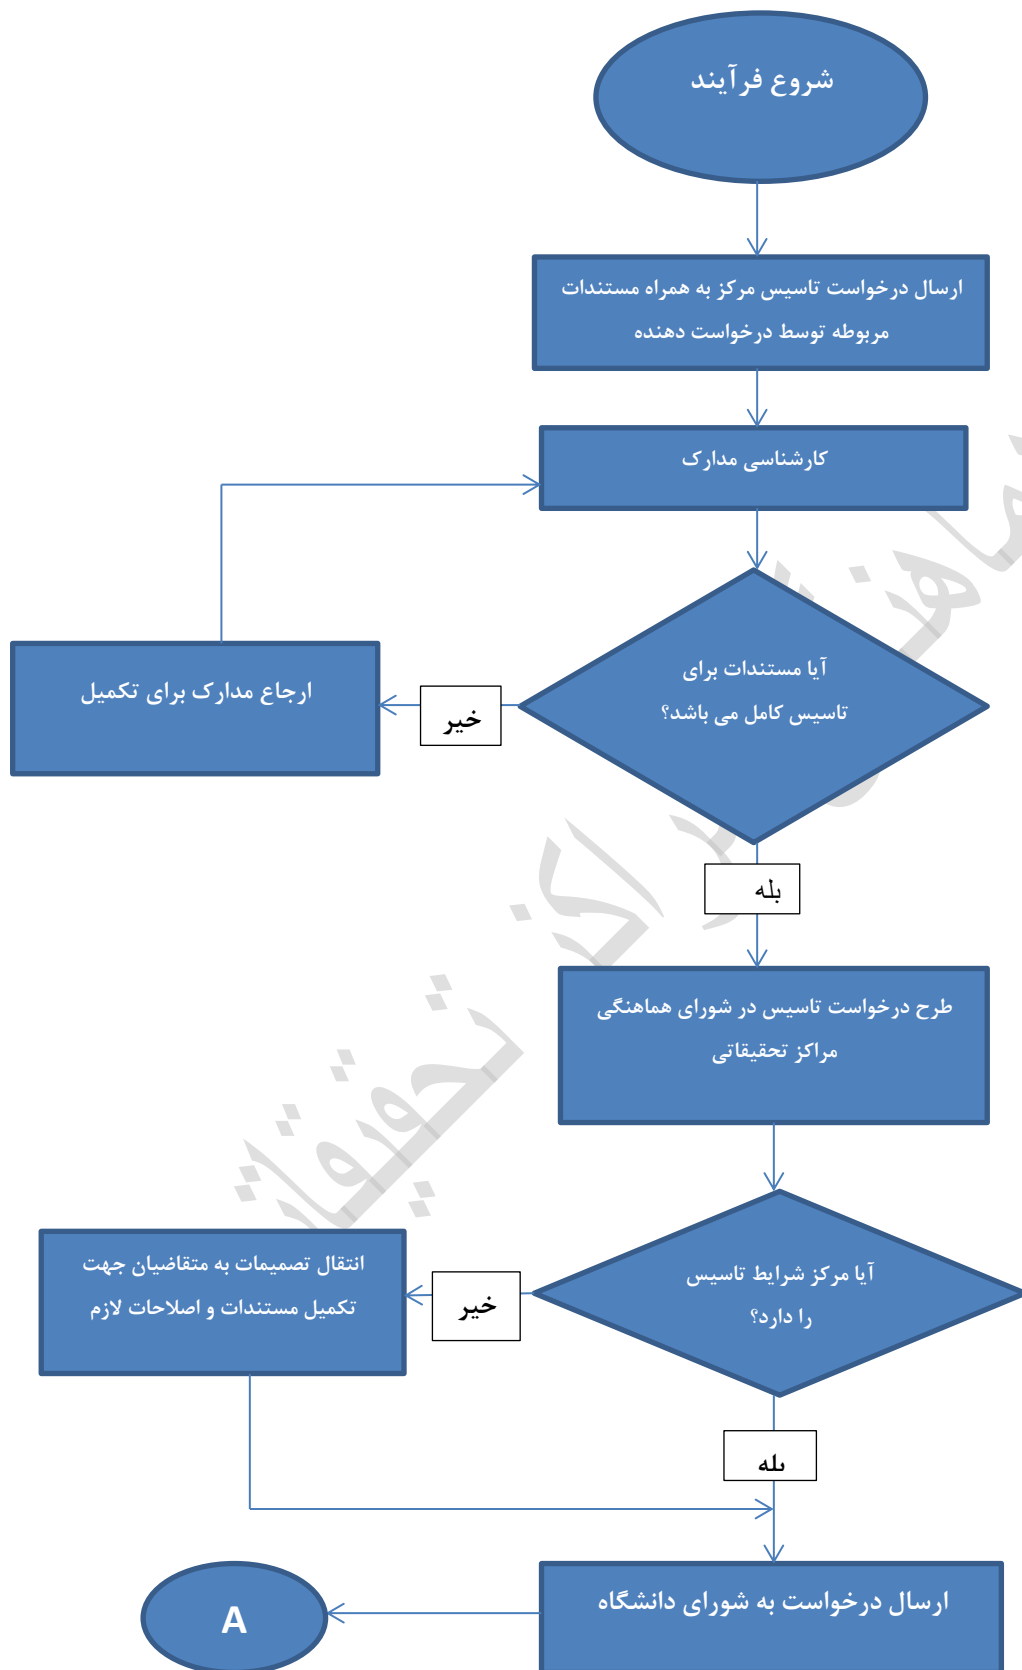 شروع فرآیند
ارسال درخواست تاسیس مرکز به همراه مستندات
مربوطه توسط درخواست دهنده
کارشناسی مدارک
آیا مستندات برای
تاسیس کامل می باشد؟
خیر
ارجاع مدارک برای تکمیل
بله
طرح درخواست تاسیس در شورای هماهنگی
مراکز تحقیقاتی
آیا مرکز شرایط تاسیس
را دارد؟
خیر
انتقال تصمیمات به متقاضیان جهت
تکمیل مستندات و اصلاحات لازم
بله
ارسال درخواست به شورای دانشگاه
A